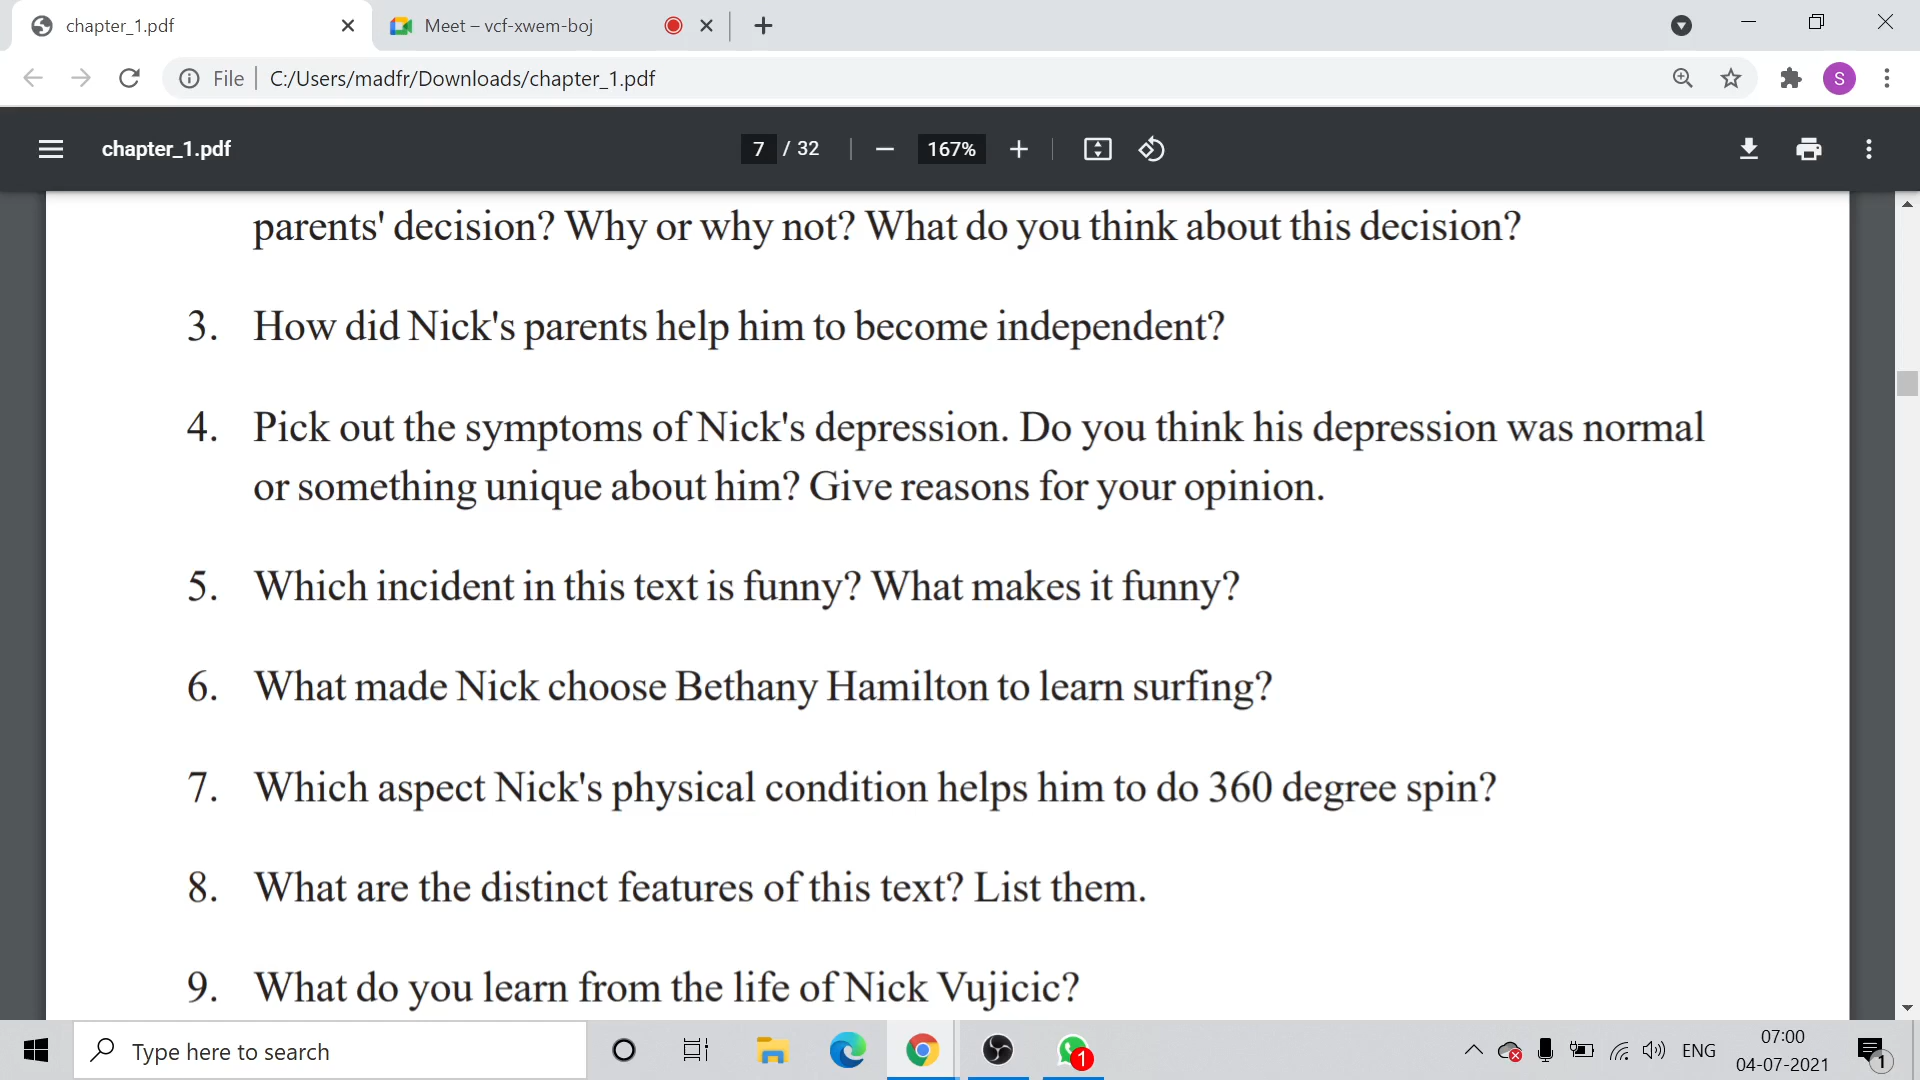 chapter_1.pdf
Meet – vcf-xwem-boj
File
C:/Users/madfr/Downloads/chapter_1.pdf
S
chapter_1.pdf
7 / 32
167%
parents' decision? Why or why not? What do you think about this decision?
3. How did Nick's parents help him to become independent?
4. Pick out the symptoms of Nick's depression. Do you think his depression was normal
or something unique about him? Give reasons for your opinion.
5. Which incident in this text is funny? What makes it funny?
6. What made Nick choose Bethany Hamilton to learn surfing?
7. Which aspect Nick's physical condition helps him to do 360 degree spin?
8. What are the distinct features of this text? List them.
9. What do you learn from the life of Nick Vujicic?
Type here to search
1
ENG
07:00
04-07-2021
1